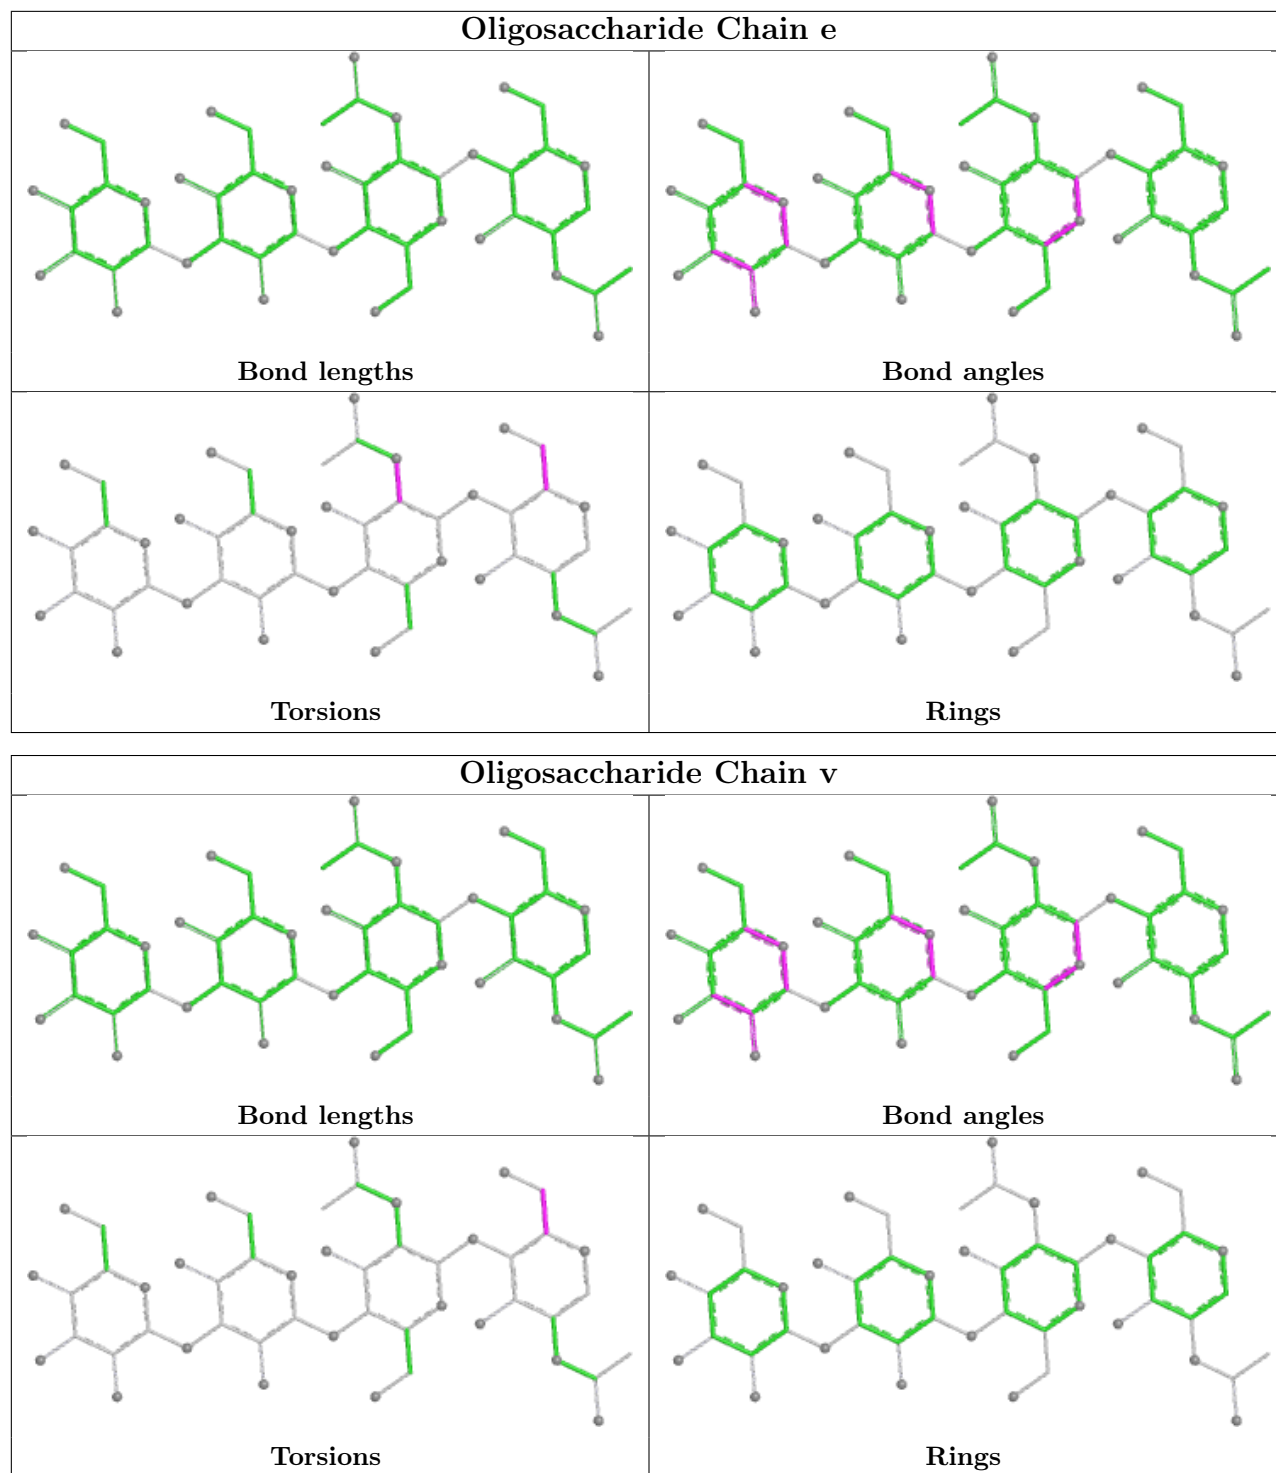 Oligosaccharide Chain e
Bond lengths
Bond angles
Torsions
Rings
Oligosaccharide Chain v
Bond lengths
Bond angles
Torsions
Rings